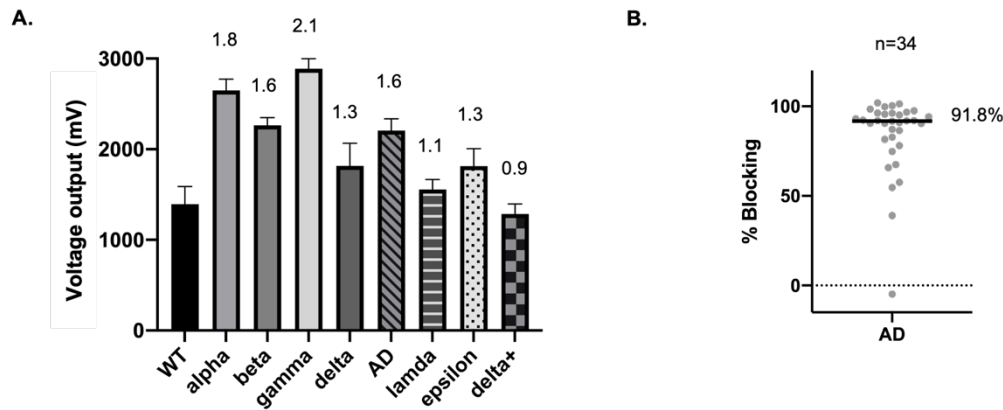 A.
Voltage output (mV)
3000
2000
1000
0
1.8
1.6
2.1
1.3
1.6
1.1
1.3
0.9
WT
alpha
beta
gamma
delta
AD
lamda
epsilon
delta+
B.
n=34
% Blocking
100
50
0
91.8%
AD